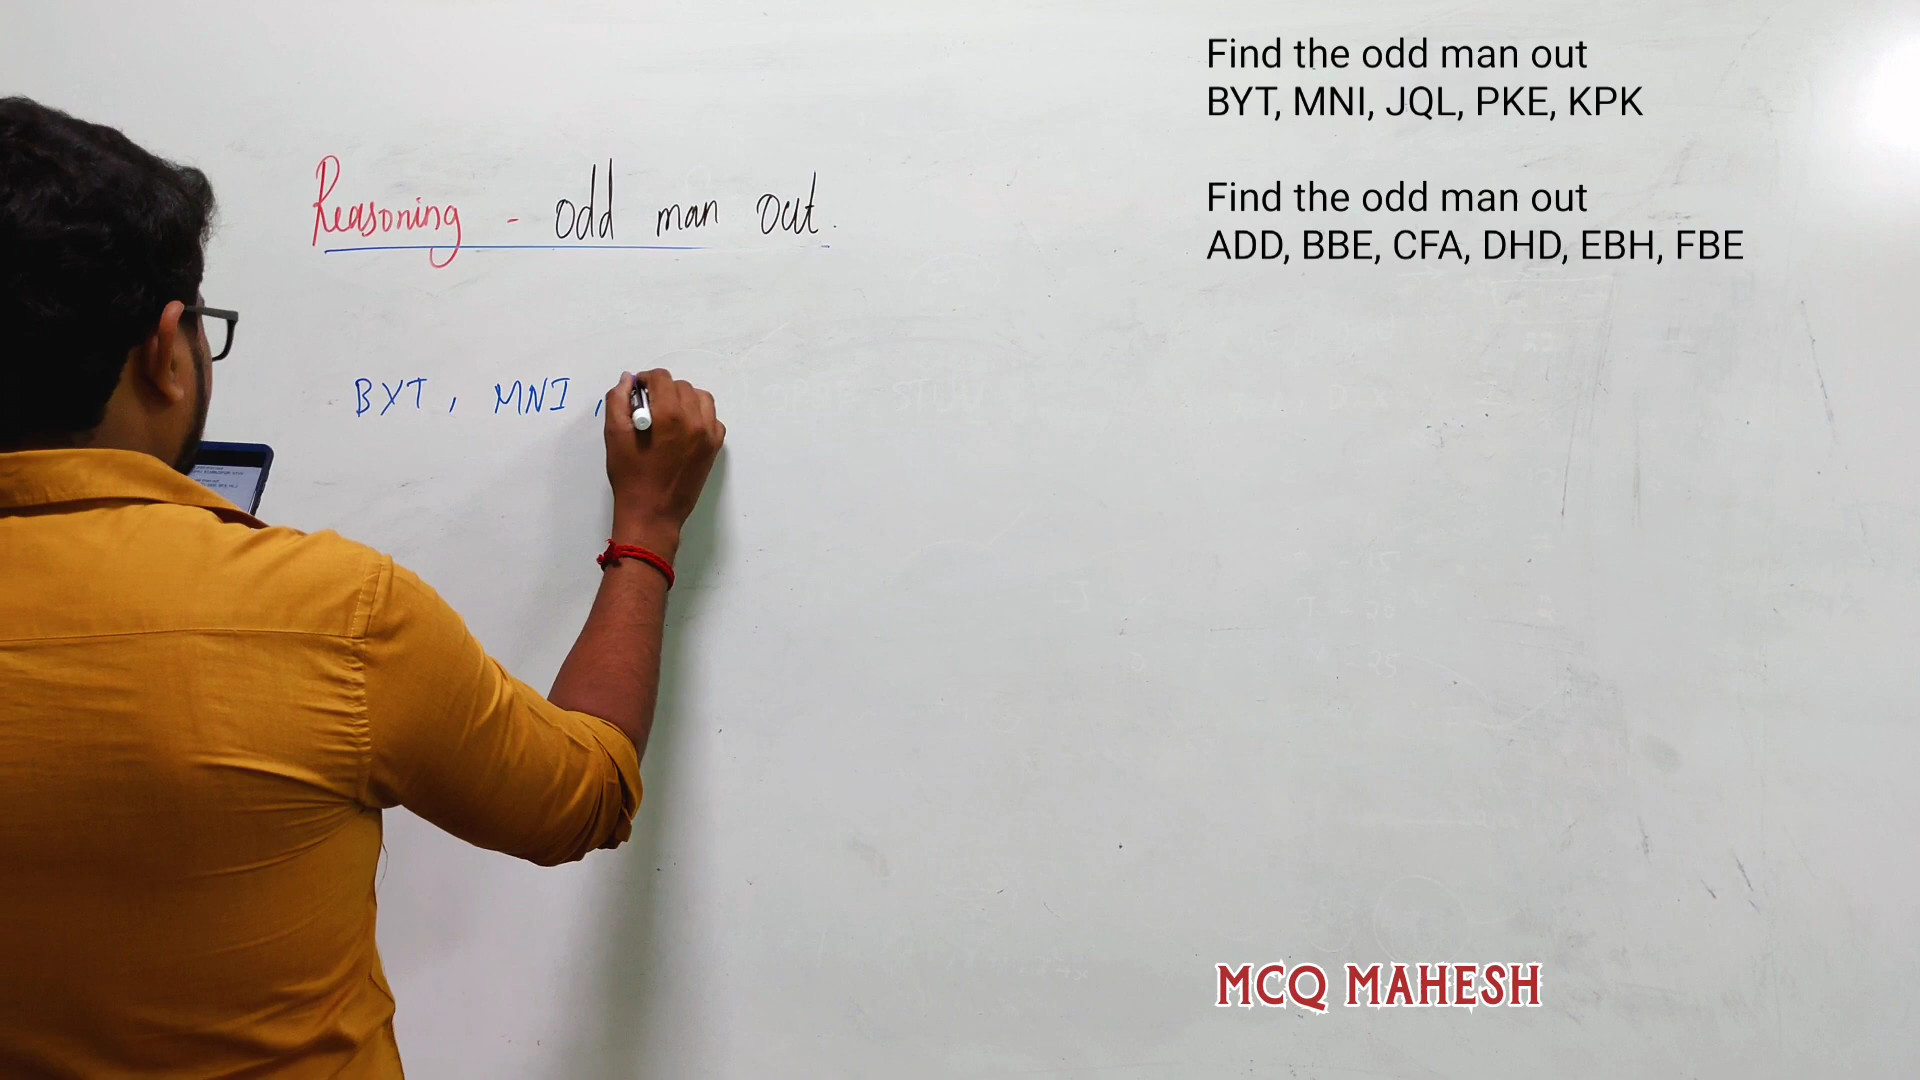 Find the odd man out
BYT, MNI, JQL, PKE, KPK
Find the odd man out
ADD, BBE, CFA, DHD, EBH, FBE
Reasoning - odd man out.
BYT, MNI,
MCQ MAHESH